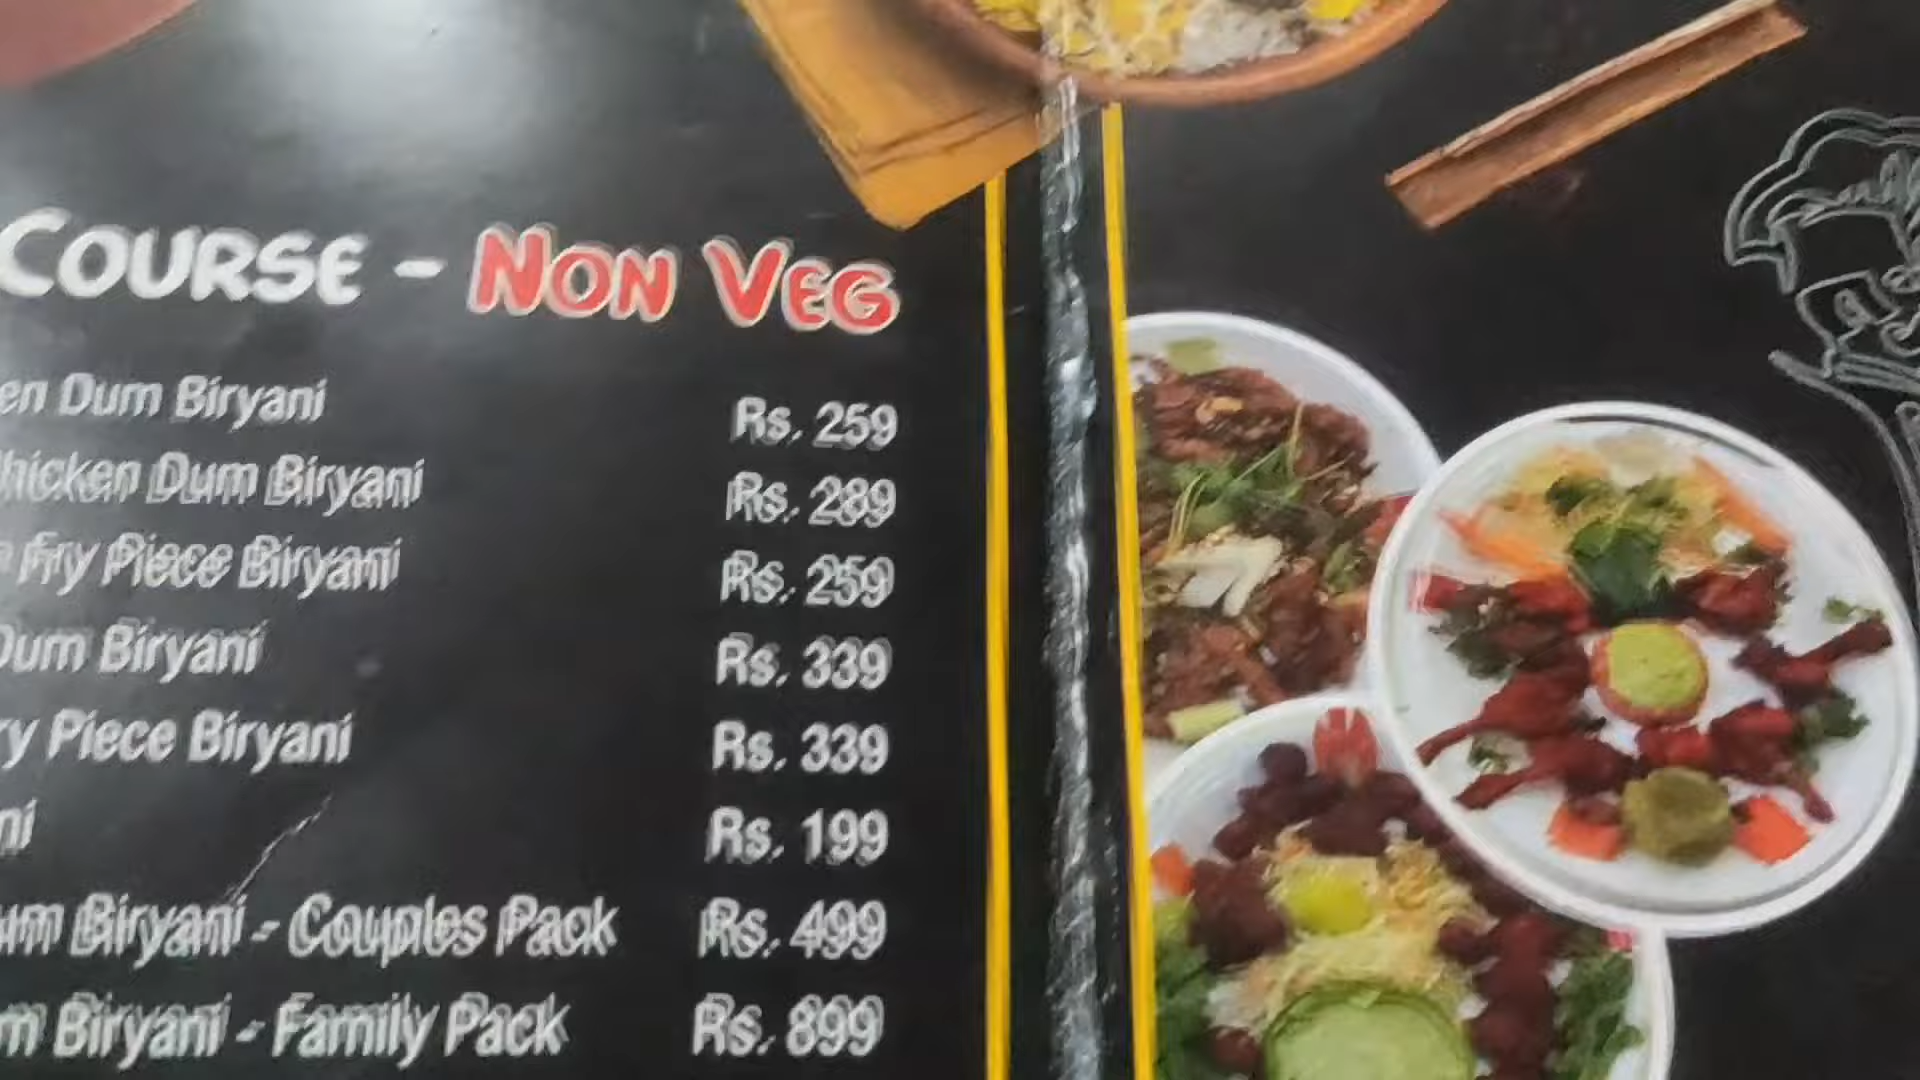 COURSE - NON VEG
en Dum Biryani Rs. 259
hicken Dum Biryani Rs. 289
Fry Piece Biryani Rs. 259
Dum Biryani Rs. 339
ry Piece Biryani Rs. 339
ni Rs. 199
um Biryani - Couples Pack Rs. 499
m Biryani - Family Pack Rs. 899